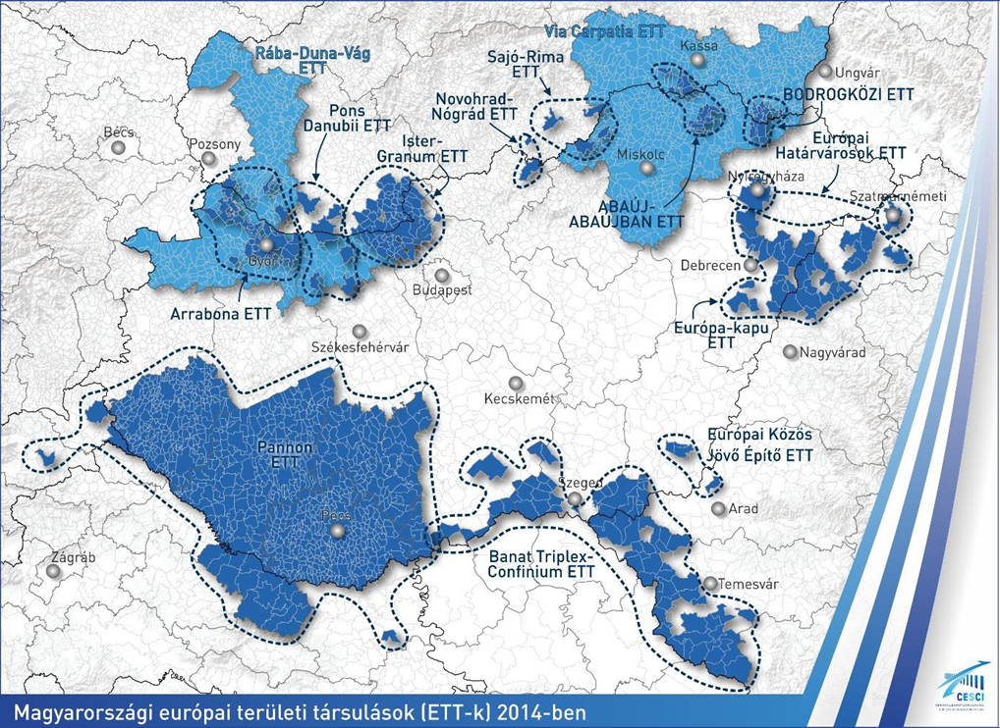 Via Carpatia ETT
Rába-Duna-Vág
ETT
Kassa
Sajó-Rima
ETT
Ungvár
BODROGKÖZI ETT
Novohrad-
Nógrád ETT
Pons
Danubii ETT
Bécs
Pozsony
Ister-
Granum ETT
Európai
Határvárosok ETT
Miskolc
Nyíregyháza
Szatmárnémeti
ABAÚJ-
ABAÚJBAN ETT
Győr
Debrecen
Budapest
Arrabona ETT
Európa-kapu
ETT
Székesfehérvár
Nagyvárad
Kecskemét
Európai Közös
Jövő Építő ETT
Pannon
ETT
Szeged
Arad
Pécs
Banat Triplex-
Confinium ETT
Zágráb
Temesvár
CESCI
Magyarországi európai területi társulások (ETT-k) 2014-ben